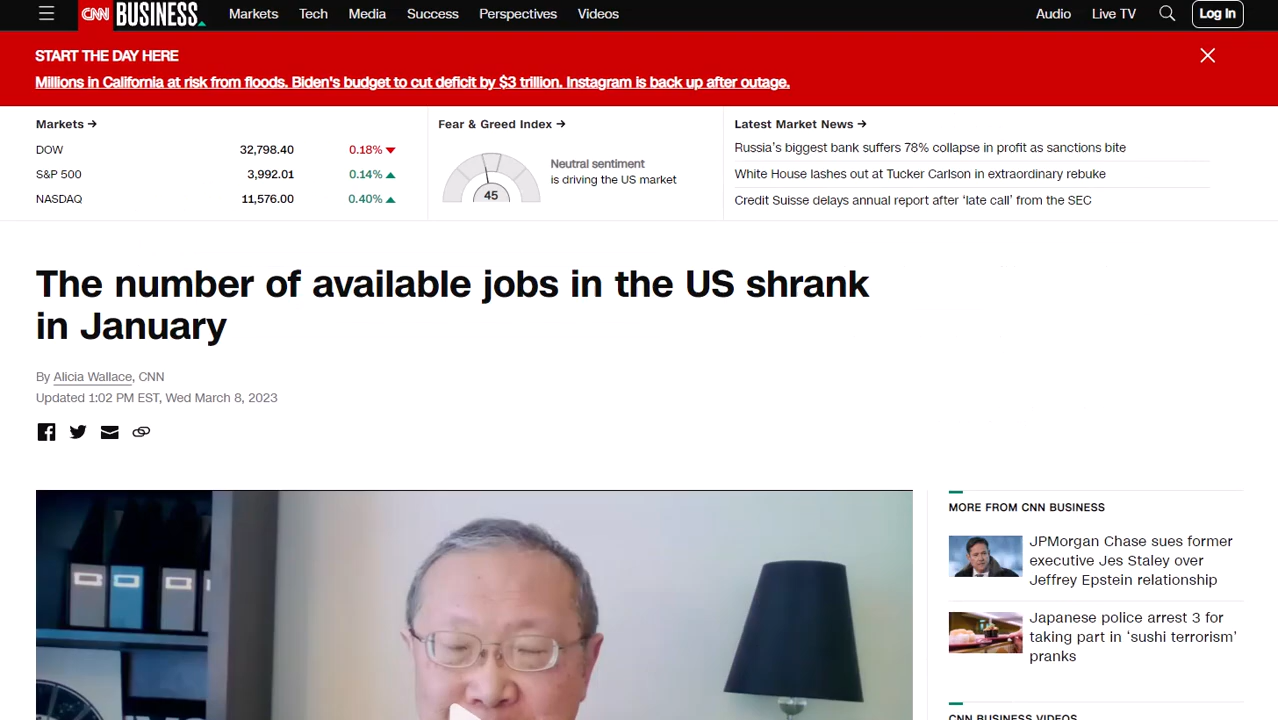 CNN BUSINESS
Markets
Tech
Media
Success
Perspectives
Videos
Audio
Live TV
Log In
START THE DAY HERE
Millions in California at risk from floods. Biden's budget to cut deficit by $3 trillion. Instagram is back up after outage.
Markets →
DOW 32,798.40 0.18% ▼
S&P 500 3,992.01 0.14% ▲
NASDAQ 11,576.00 0.40% ▲
Fear & Greed Index →
45
Neutral sentiment
is driving the US market
Latest Market News →
Russia's biggest bank suffers 78% collapse in profit as sanctions bite
White House lashes out at Tucker Carlson in extraordinary rebuke
Credit Suisse delays annual report after 'late call' from the SEC
The number of available jobs in the US shrank
in January
By Alicia Wallace, CNN
Updated 1:02 PM EST, Wed March 8, 2023
MORE FROM CNN BUSINESS
JPMorgan Chase sues former
executive Jes Staley over
Jeffrey Epstein relationship
Japanese police arrest 3 for
taking part in 'sushi terrorism'
pranks
CNN BUSINESS VIDEOS